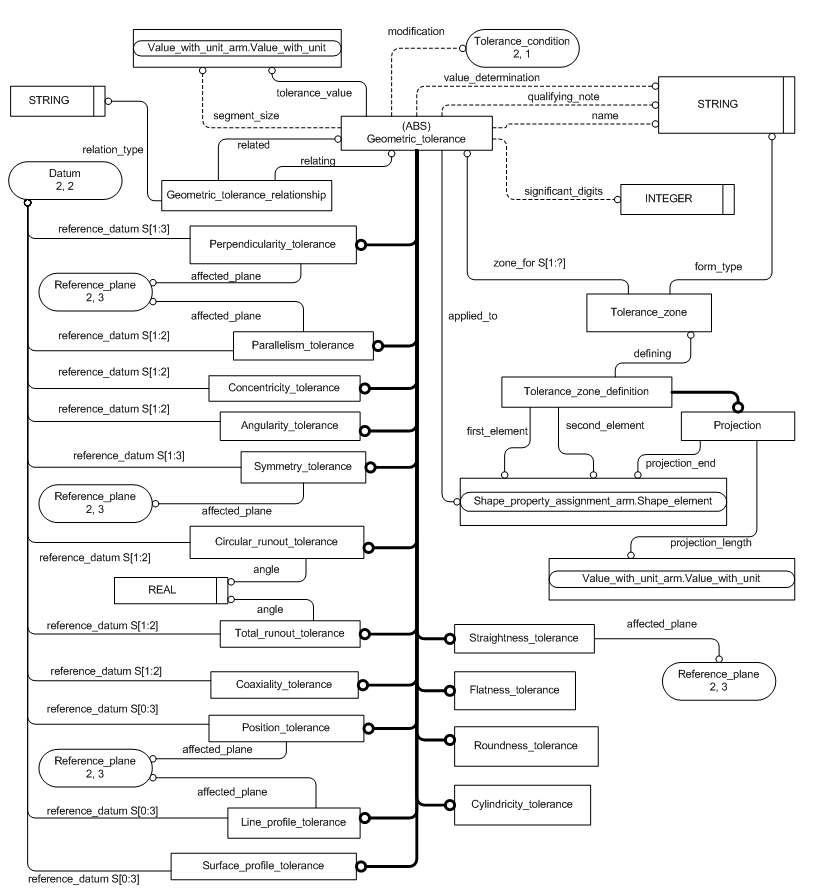 modification
Value_with_unit_arm.Value_with_unit
Tolerance_condition
2, 1
value_determination
tolerance_value
qualifying_note
STRING
STRING
segment_size
name
(ABS)
Geometric_tolerance
related
relation_type
relating
Datum
2, 2
Geometric_tolerance_relationship
significant_digits
INTEGER
reference_datum S[1:3]
Perpendicularity_tolerance
zone_for S[1:?]
form_type
affected_plane
Reference_plane
2, 3
affected_plane
applied_to
Tolerance_zone
reference_datum S[1:2]
Parallelism_tolerance
defining
reference_datum S[1:2]
Concentricity_tolerance
Tolerance_zone_definition
reference_datum S[1:2]
Angularity_tolerance
first_element
second_element
Projection
reference_datum S[1:3]
Symmetry_tolerance
projection_end
Reference_plane
2, 3
affected_plane
Shape_property_assignment_arm.Shape_element
Circular_runout_tolerance
projection_length
reference_datum S[1:2]
angle
Value_with_unit_arm.Value_with_unit
REAL
angle
reference_datum S[1:2]
Total_runout_tolerance
Straightness_tolerance
affected_plane
reference_datum S[1:2]
Coaxiality_tolerance
Flatness_tolerance
Reference_plane
2, 3
reference_datum S[0:3]
Position_tolerance
affected_plane
Roundness_tolerance
Reference_plane
2, 3
affected_plane
Cylindricity_tolerance
reference_datum S[0:3]
Line_profile_tolerance
Surface_profile_tolerance
reference_datum S[0:3]